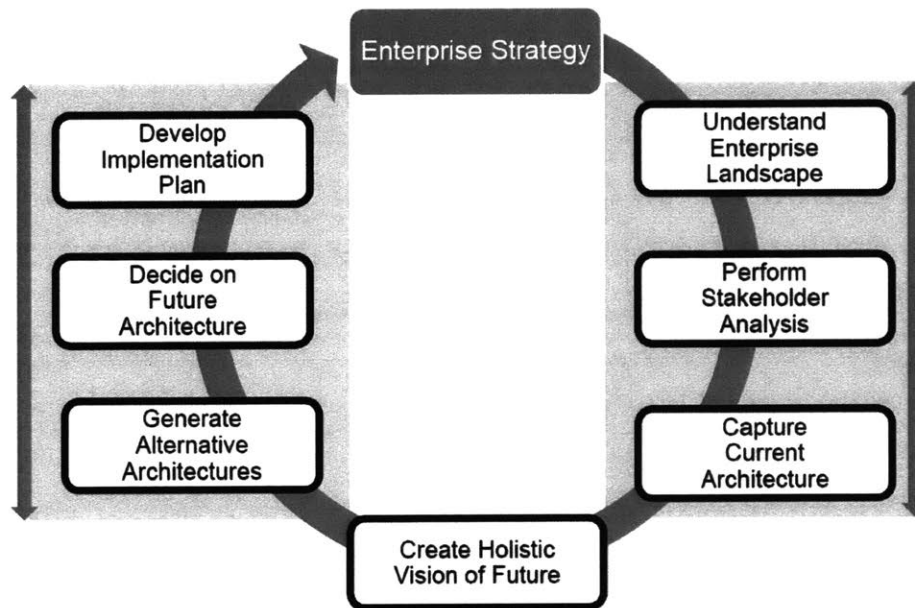 Enterprise Strategy
Understand
Enterprise
Landscape
Perform
Stakeholder
Analysis
Capture
Current
Architecture
Create Holistic
Vision of Future
Generate
Alternative
Architectures
Decide on
Future
Architecture
Develop
Implementation
Plan